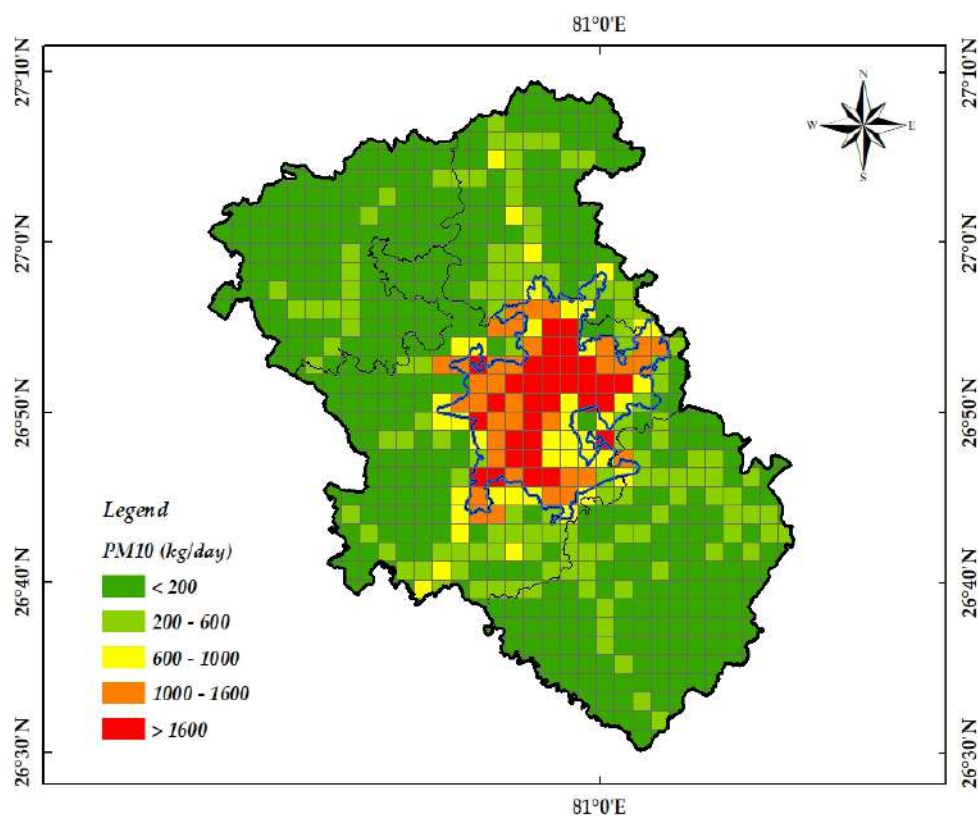 81°0'E
27°10'N
27°10'N
N
W
E
S
27°0'N
27°0'N
26°50'N
26°50'N
Legend
PM10 (kg/day)
< 200
200 - 600
600 - 1000
1000 - 1600
> 1600
26°40'N
26°40'N
26°30'N
26°30'N
81°0'E